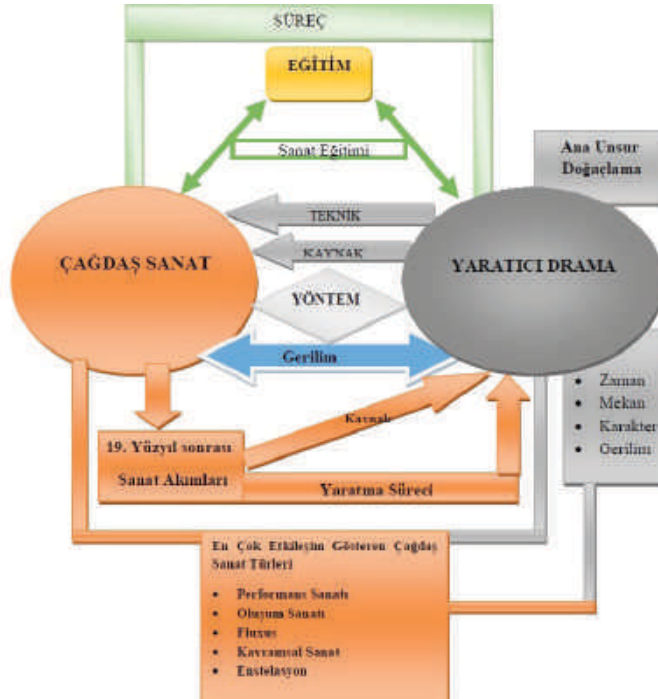 SÜREÇ
EĞİTİM
Sanat Eğitimi
Ana Unsur
Doğaçlama
TEKNİK
ÇAĞDAŞ SANAT
KAYNAK
YARATICI DRAMA
YÖNTEM
Gerilim
• Zaman
• Mekan
• Karakter
• Gerilim
Kaynak
19. Yüzyıl sonrası
Sanat Akımları
Yaratma Süreci
En Çok Etkileşim Gösteren Çağdaş
Sanat Türleri
• Performans Sanatı
• Oluşum Sanatı
• Fluxus
• Kavramsal Sanat
• Enstelasyon